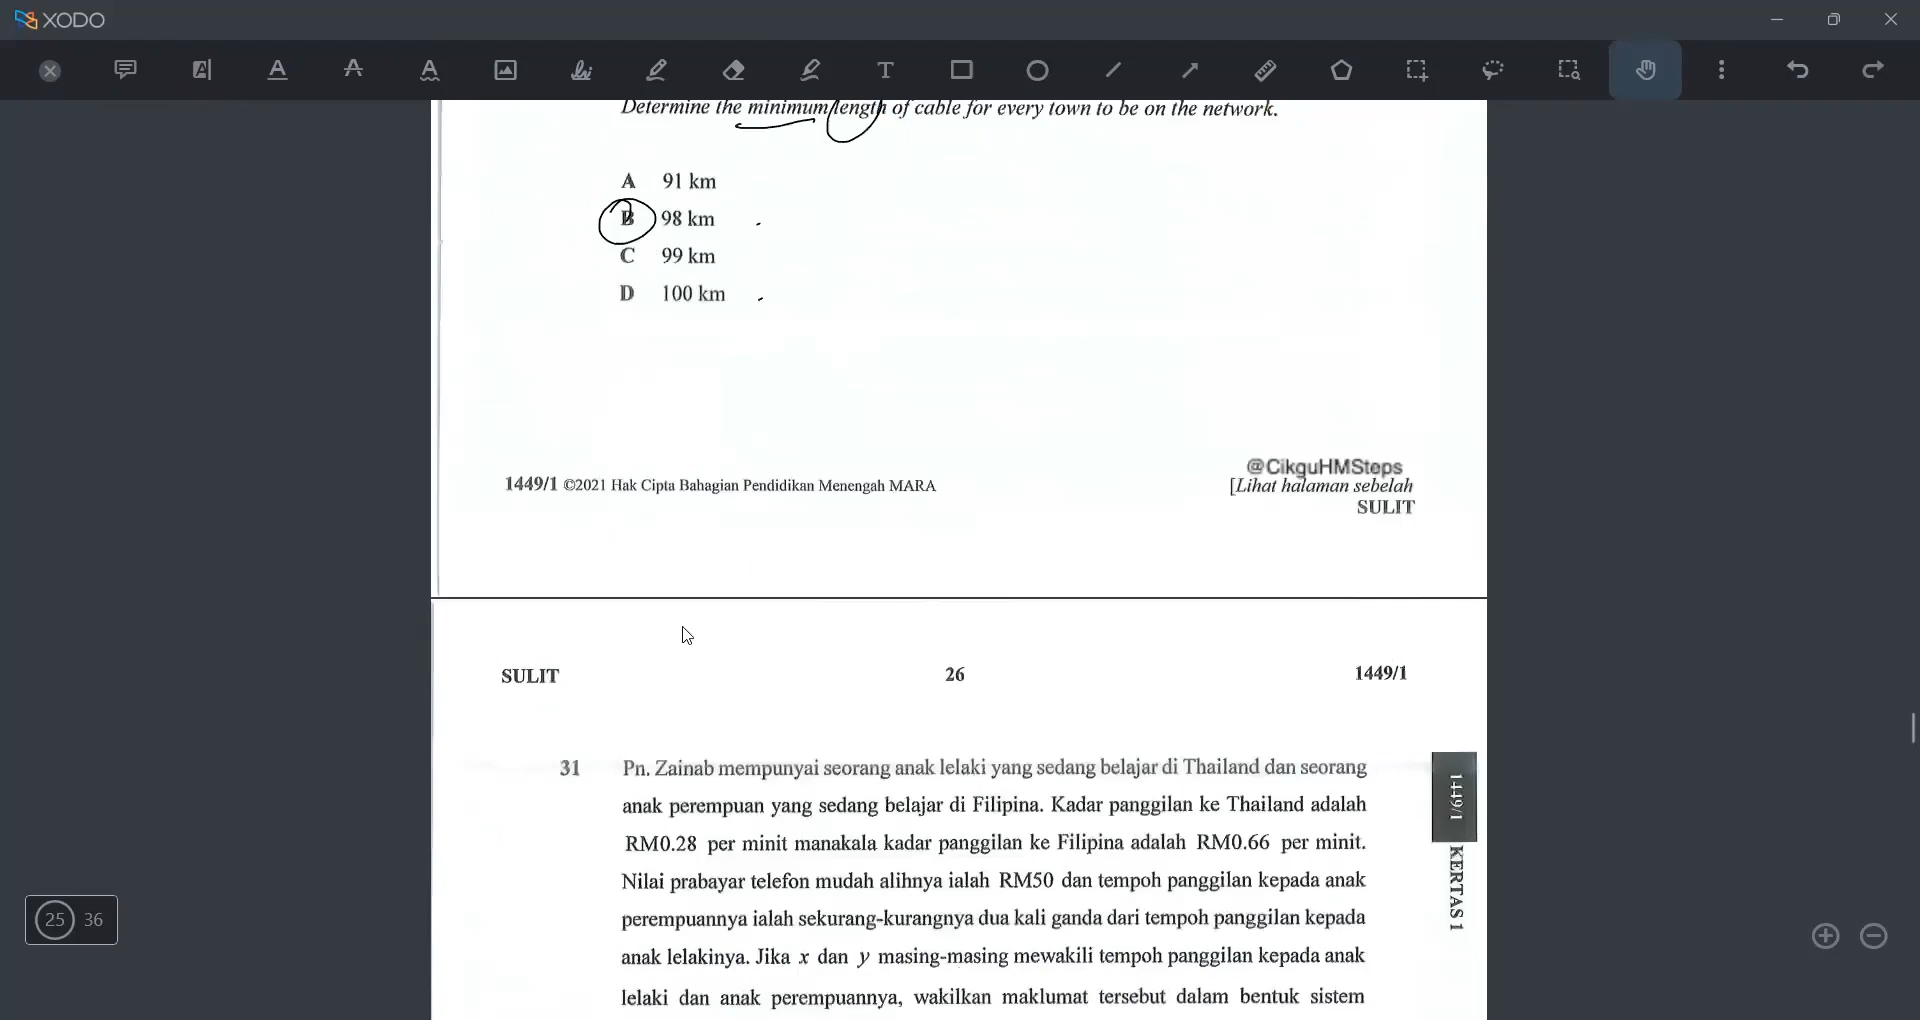 XODO
Determine the minimum length of cable for every town to be on the network.
A 91 km
B 98 km
C 99 km
D 100 km
@CikguHMSteps
1449/1 ©2021 Hak Cipta Bahagian Pendidikan Menengah MARA
[Lihat halaman sebelah
SULIT
SULIT 26 1449/1
31 Pn. Zainab mempunyai seorang anak lelaki yang sedang belajar di Thailand dan seorang
anak perempuan yang sedang belajar di Filipina. Kadar panggilan ke Thailand adalah
RM0.28 per minit manakala kadar panggilan ke Filipina adalah RM0.66 per minit.
Nilai prabayar telefon mudah alihnya ialah RM50 dan tempoh panggilan kepada anak
perempuannya ialah sekurang-kurangnya dua kali ganda dari tempoh panggilan kepada
anak lelakinya. Jika x dan y masing-masing mewakili tempoh panggilan kepada anak
lelaki dan anak perempuannya, wakilkan maklumat tersebut dalam bentuk sistem
1449/1 KERTAS 1
25 36